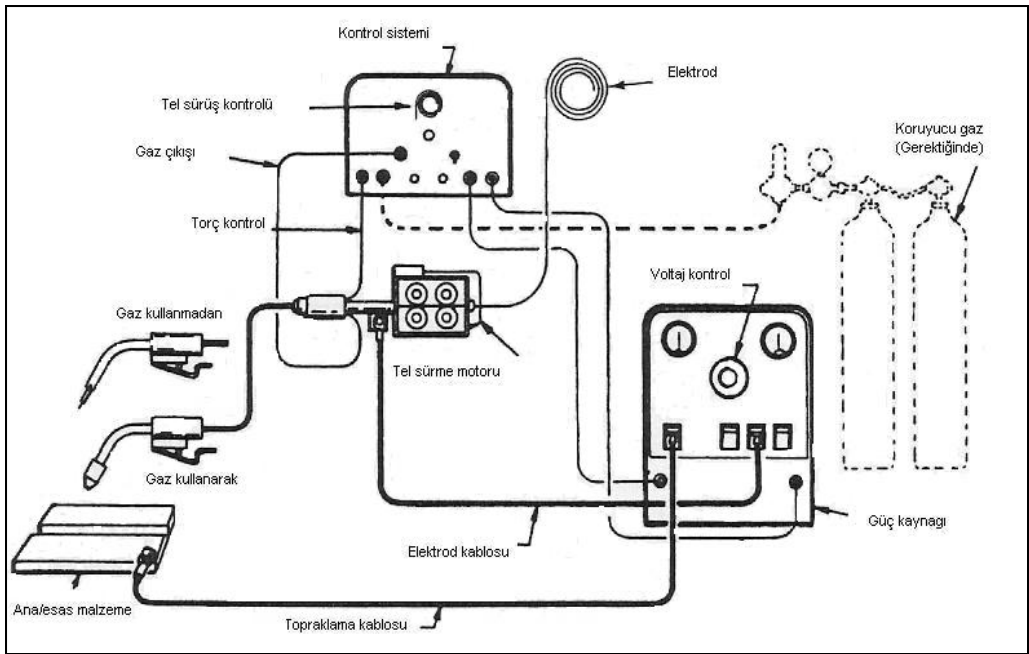 Kontrol sistemi
Elektrod
Tel sürüş kontrolü
Koruyucu gaz
(Gerektiğinde)
Gaz çıkışı
Torç kontrol
Voltaj kontrol
Gaz kullanmadan
Tel sürme motoru
Gaz kullanarak
Güç kaynagı
Elektrod kablosu
Ana/esas malzeme
Topraklama kablosu